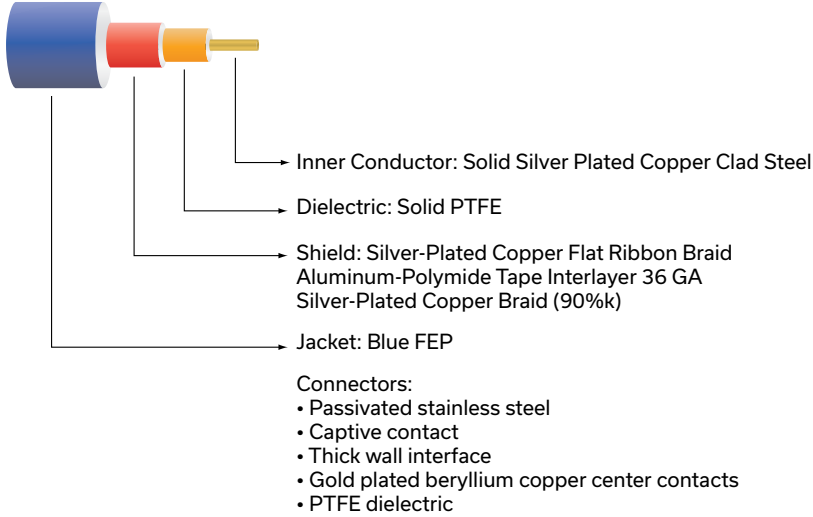 Inner Conductor: Solid Silver Plated Copper Clad Steel
Dielectric: Solid PTFE
Shield: Silver-Plated Copper Flat Ribbon Braid
Aluminum-Polymide Tape Interlayer 36 GA
Silver-Plated Copper Braid (90%k)
Jacket: Blue FEP
Connectors:
• Passivated stainless steel
• Captive contact
• Thick wall interface
• Gold plated beryllium copper center contacts
• PTFE dielectric